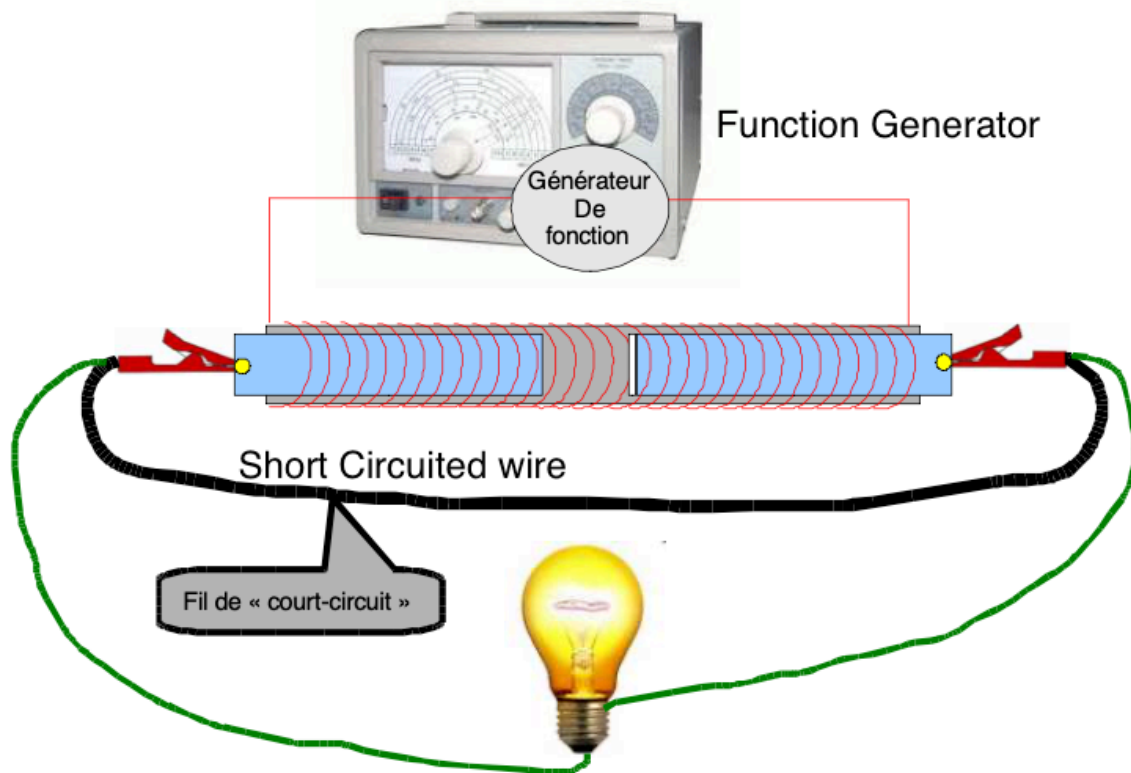 Function Generator
Générateur
De
fonction
Short Circuited wire
Fil de « court-circuit »